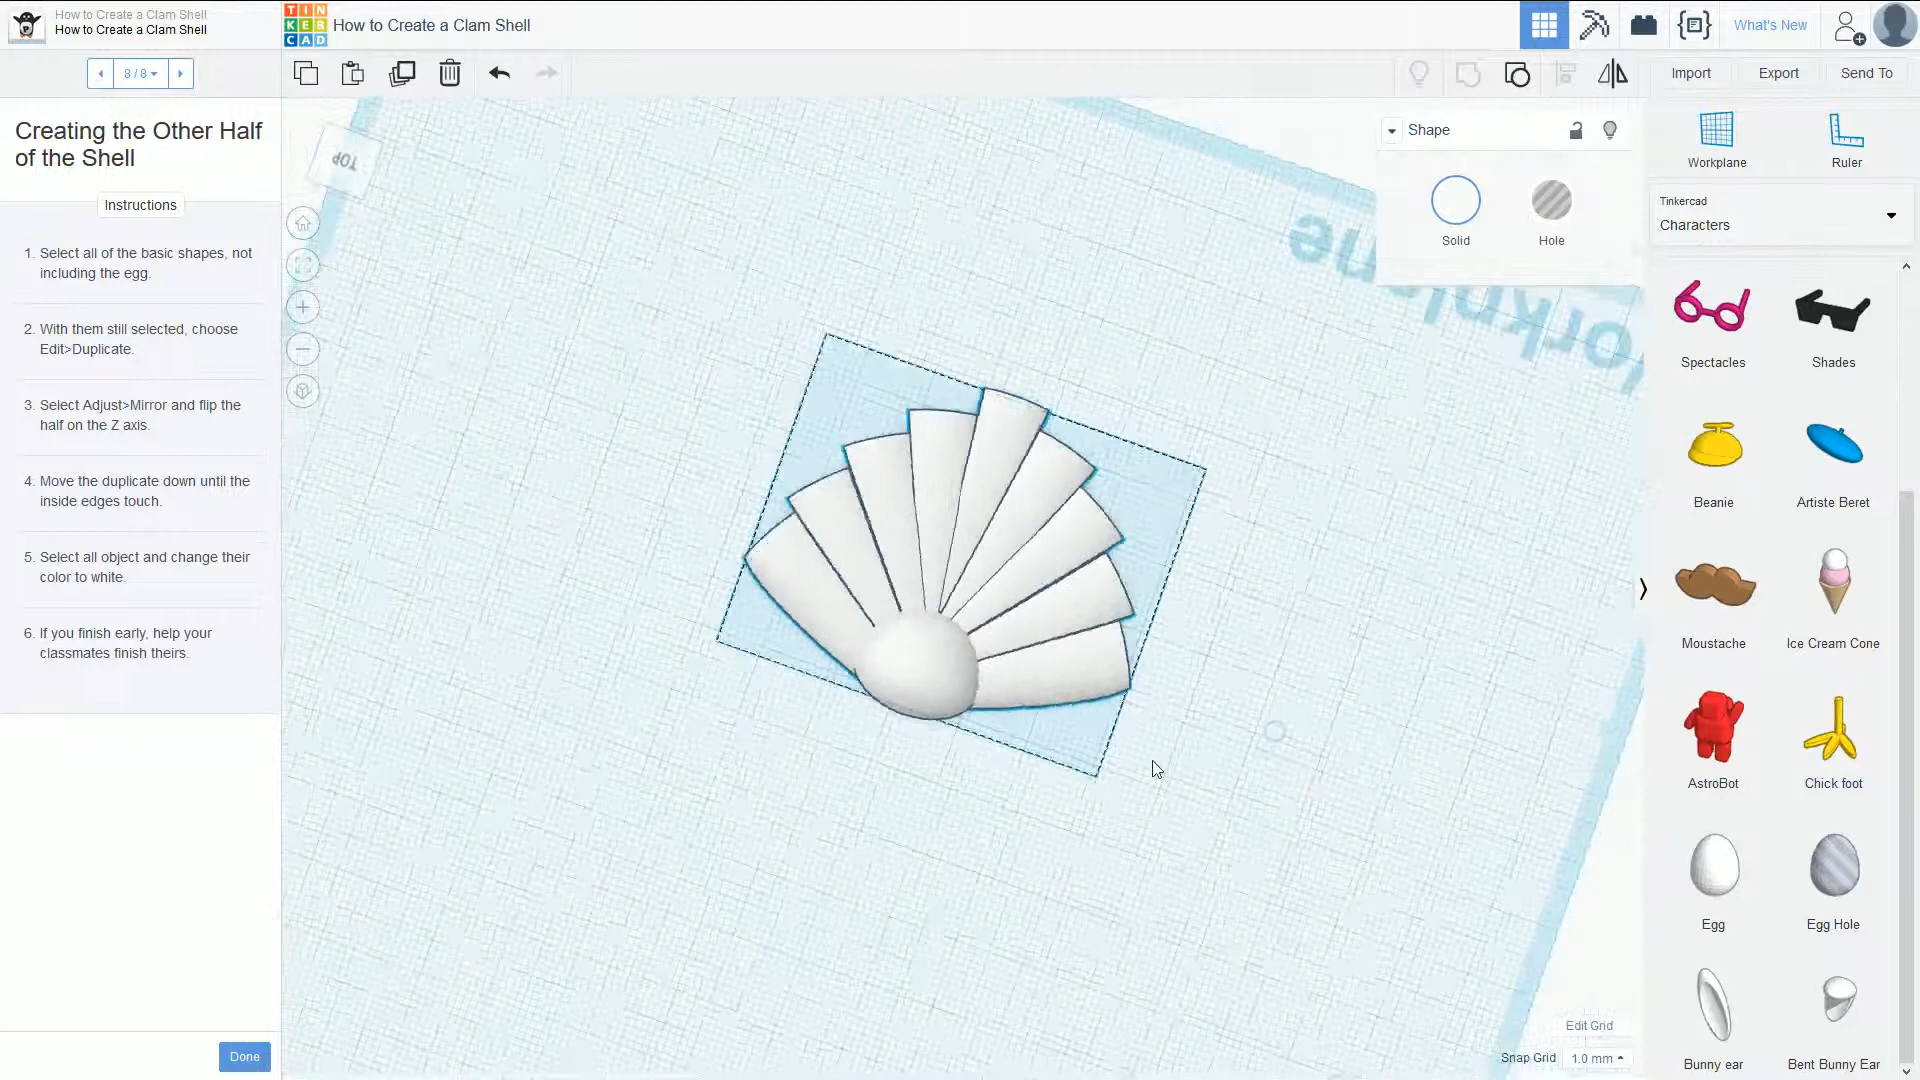 How to Create a Clam Shell
How to Create a Clam Shell
TIN
KER
CAD
How to Create a Clam Shell
What's New
8/8
Import
Export
Send To
Creating the Other Half
of the Shell
Instructions
1. Select all of the basic shapes, not
including the egg.
2. With them still selected, choose
Edit>Duplicate.
3. Select Adjust>Mirror and flip the
half on the Z axis.
4. Move the duplicate down until the
inside edges touch.
5. Select all object and change their
color to white.
6. If you finish early, help your
classmates finish theirs.
Done
TOP
Shape
Solid
Hole
Workplane
Ruler
Tinkercad
Characters
Spectacles
Shades
Beanie
Artiste Beret
Moustache
Ice Cream Cone
AstroBot
Chick foot
Egg
Egg Hole
Bunny ear
Bent Bunny Ear
Edit Grid
Snap Grid
1.0 mm